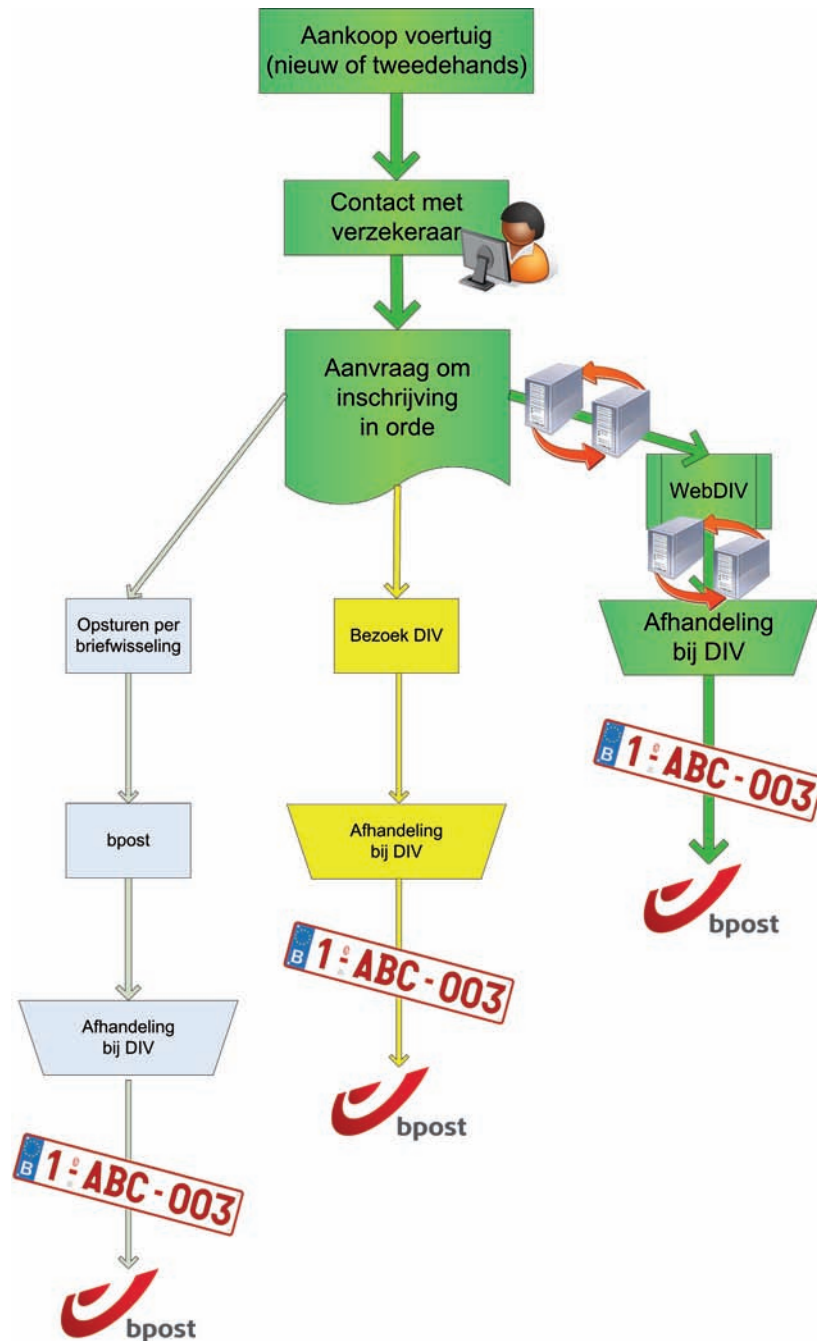 Aankoop voertuig
(nieuw of tweedehands)
Contact met
verzekeraar
Aanvraag om
inschrijving
in orde
WebDIV
Opsturen per
briefwisseling
Bezoek DIV
Afhandeling
bij DIV
B 1-ABC-003
bpost
Afhandeling
bij DIV
bpost
B 1-ABC-003
Afhandeling
bij DIV
bpost
B 1-ABC-003
bpost